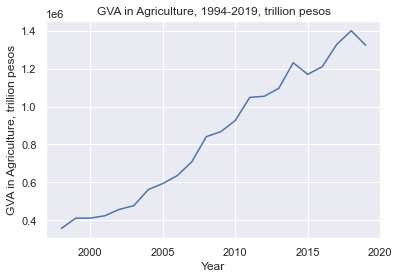 GVA in Agriculture, 1994-2019, trillion pesos
1e6
1.4
1.2
1.0
0.8
0.6
0.4
GVA in Agriculture, trillion pesos
2000 2005 2010 2015 2020
Year